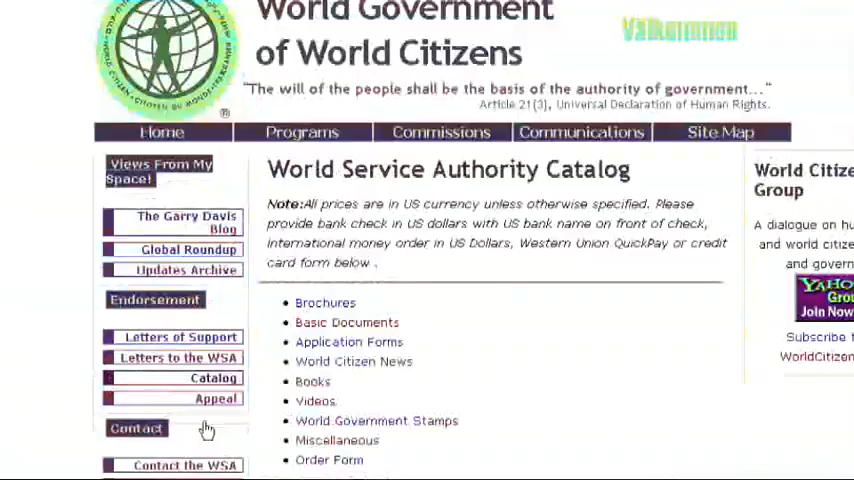 World Government
of World Citizens
"The will of the people shall be the basis of the authority of government..."
Article 21(3), Universal Declaration of Human Rights.
Home
Programs
Commissions
Communications
Site Map
Views From My
Space!
The Garry Davis
Blog
Global Roundup
Updates Archive
Endorsement
Letters of Support
Letters to the WSA
Catalog
Appeal
Contact
Contact the WSA
World Service Authority Catalog
Note:All prices are in US currency unless otherwise specified. Please
provide bank check in US dollars with US bank name on front of check,
international money order in US Dollars, Western Union QuickPay or credit
card form below .
Brochures
Basic Documents
Application Forms
World Citizen News
Books
Videos
World Government Stamps
Miscellaneous
Order Form
World Citize
Group
A dialogue on hu
and world citize
and govern
YAHO
Grou
Join Now
Subscribe
WorldCitizen